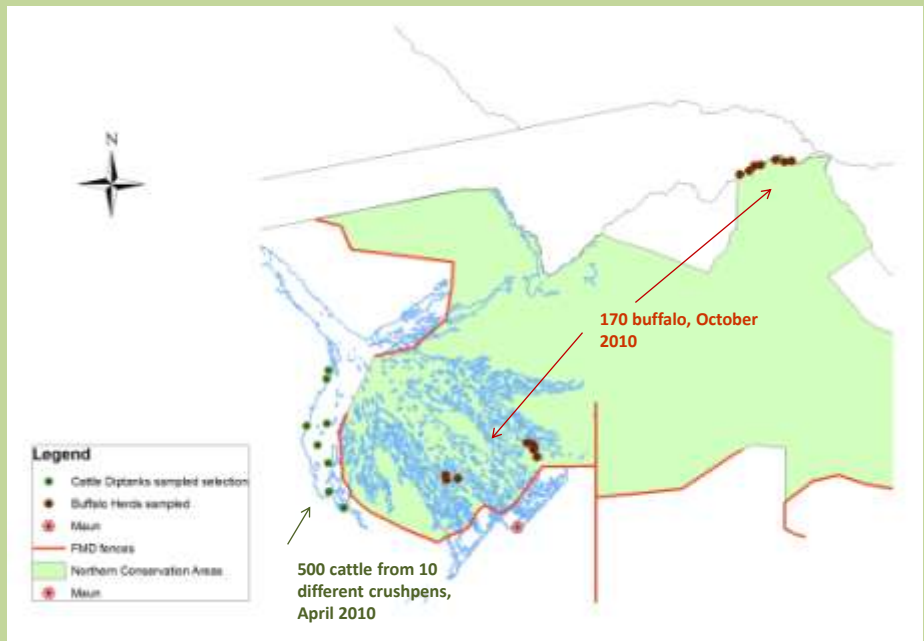 N
170 buffalo, October
2010
Legend
Cattle Diptanks sampled selection
Buffalo Herds sampled
Maun
FMD fences
Northern Conservation Areas
Maun
500 cattle from 10
different crushpens,
April 2010